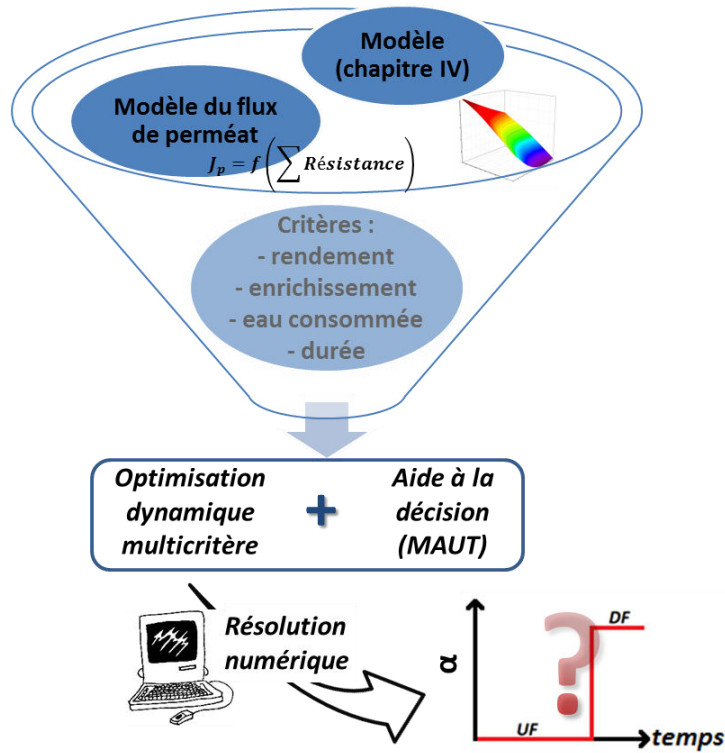 Modèle
(chapitre IV)
Modèle du flux
de perméat
J_p = f(∑ Résistance)
Critères :
- rendement
- enrichissement
- eau consommée
- durée
Optimisation
dynamique
multicritère
+
Aide à la
décision
(MAUT)
Résolution
numérique
α
?
DF
UF
temps